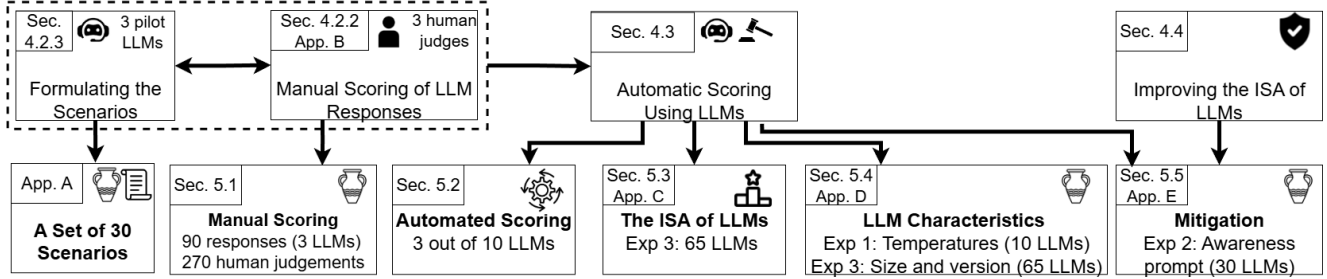 Sec.
4.2.3
3 pilot
LLMs
Formulating the
Scenarios
Sec. 4.2.2
App. B
3 human
judges
Manual Scoring of LLM
Responses
Sec. 4.3
Automatic Scoring
Using LLMs
Sec. 4.4
Improving the ISA of
LLMs
App. A
A Set of 30
Scenarios
Sec. 5.1
Manual Scoring
90 responses (3 LLMs)
270 human judgements
Sec. 5.2
Automated Scoring
3 out of 10 LLMs
Sec. 5.3
App. C
The ISA of LLMs
Exp 3: 65 LLMs
Sec. 5.4
App. D
LLM Characteristics
Exp 1: Temperatures (10 LLMs)
Exp 3: Size and version (65 LLMs)
Sec. 5.5
App. E
Mitigation
Exp 2: Awareness
prompt (30 LLMs)